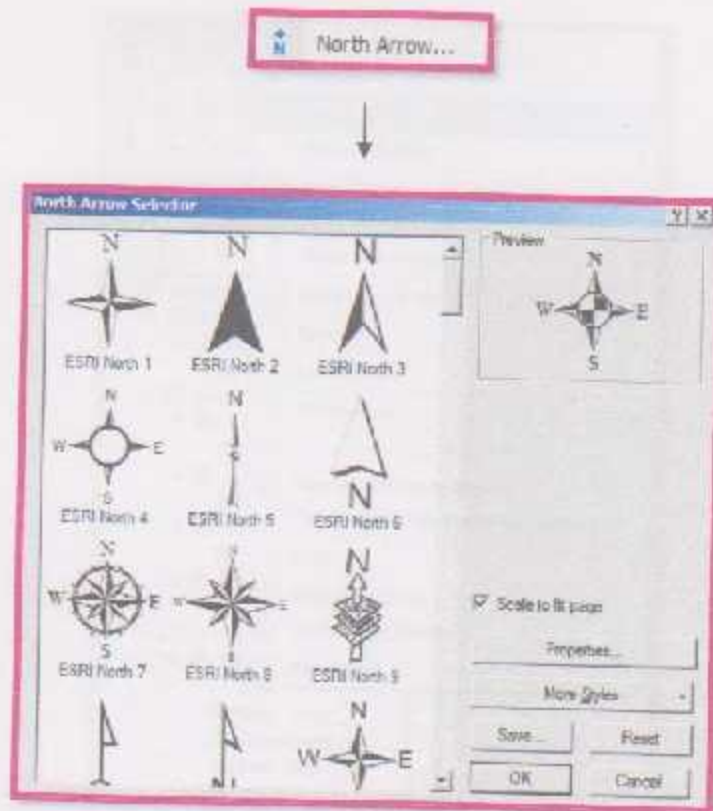 N North Arrow...
North Arrow Selector
N N N
ESRI North 1 ESRI North 2 ESRI North 3
N
W E
S
N
S
N
ESRI North 4 ESRI North 5 ESRI North 6
N
W E
S
N
W E
S
N
ESRI North 7 ESRI North 8 ESRI North 9
N
W E
Preview
N
W E
S
Scale to fit page
Properties...
More Styles
Save... Reset
OK Cancel